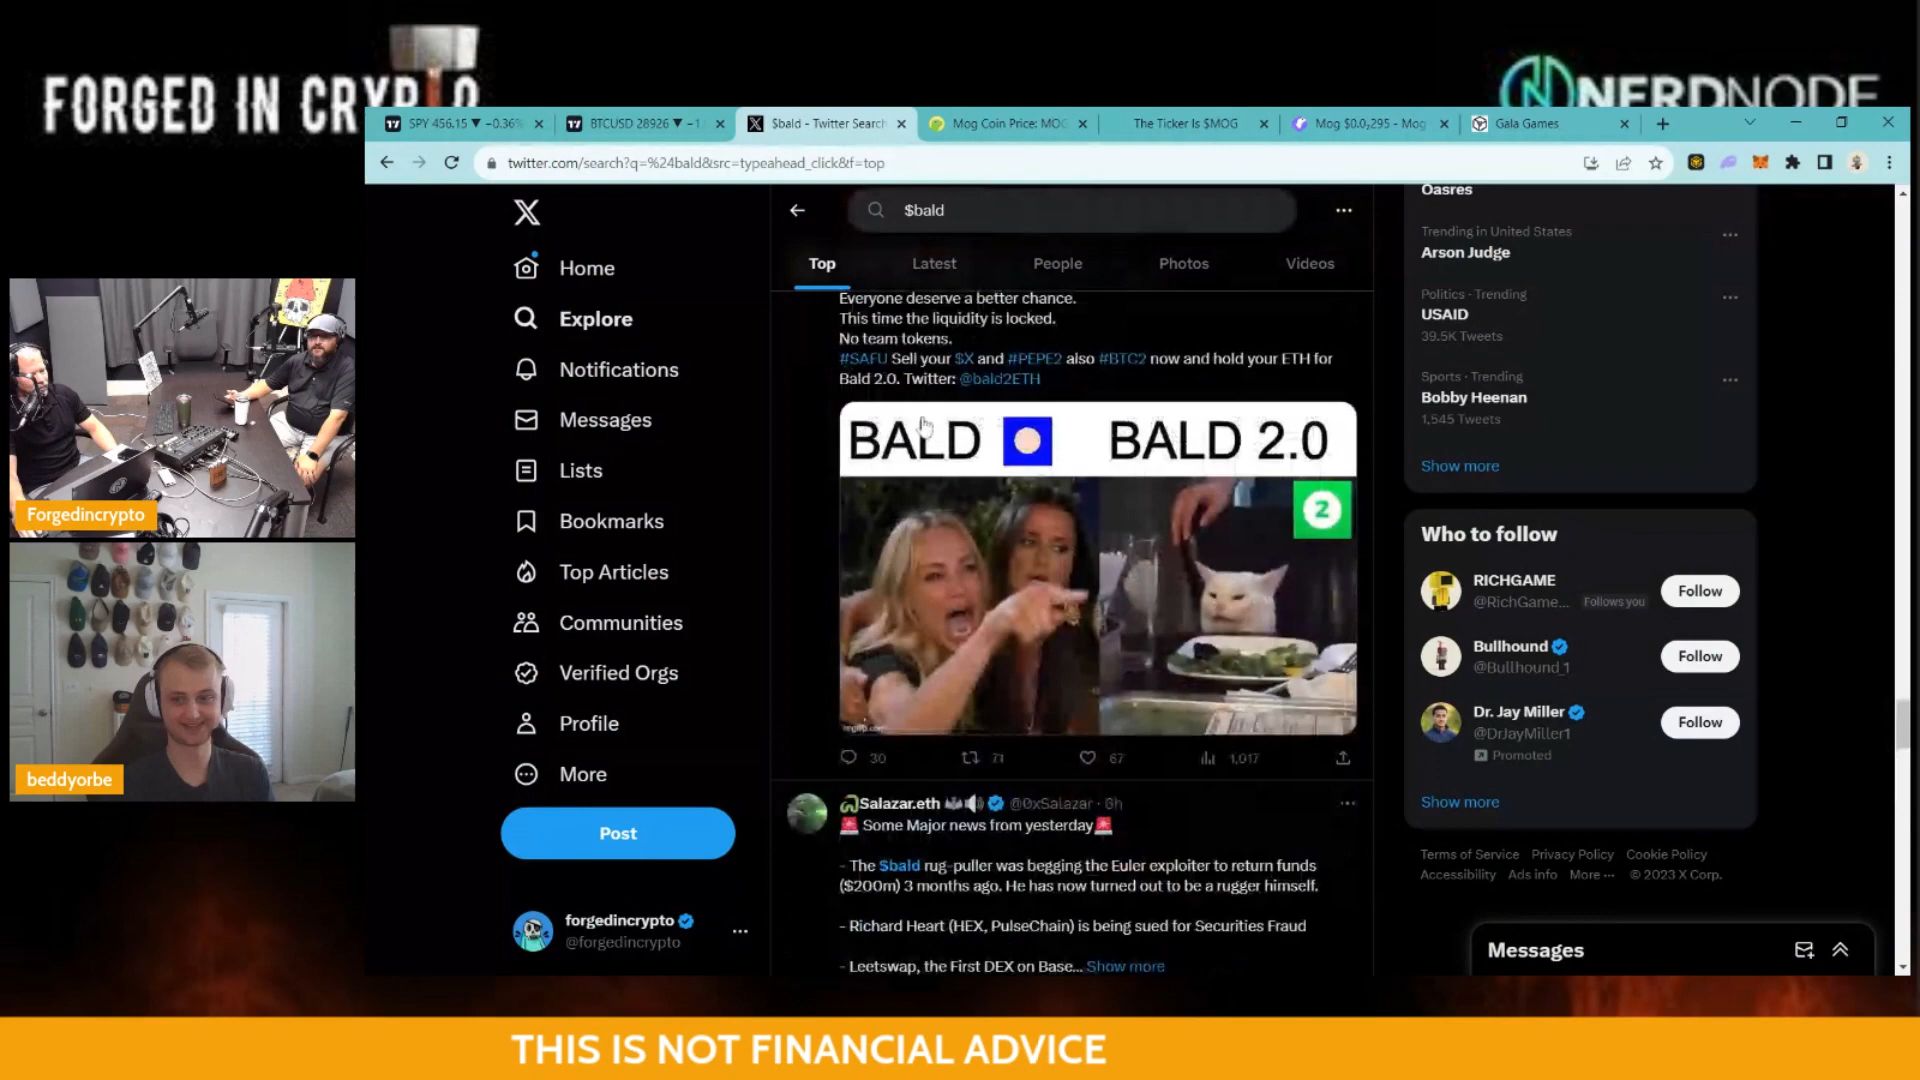 FORGED IN CRYPTO
NERDNODE
SPY 456.15 ▼ −0.36%
BTCUSD 28926 ▼ −1.
$bald - Twitter Search
Mog Coin Price: MOG
The Ticker Is $MOG
Mog $0.0₅295 - Mog
Gala Games
twitter.com/search?q=%24bald&src=typeahead_click&f=top
$bald
Top
Latest
People
Photos
Videos
Home
Explore
Notifications
Messages
Lists
Bookmarks
Top Articles
Communities
Verified Orgs
Profile
More
Post
forgedincrypto
@forgedincrypto
Everyone deserve a better chance.
This time the liquidity is locked.
No team tokens.
#SAFU Sell your $X and #PEPE2 also #BTC2 now and hold your ETH for
Bald 2.0. Twitter: @bald2ETH
BALD
BALD 2.0
2
30
71
67
1,017
Salazar.eth @0xSalazar ·
Some Major news from yesterday
- The $bald rug-puller was begging the Euler exploiter to return funds
($200m) 3 months ago. He has now turned out to be a rugger himself.
- Richard Heart (HEX, PulseChain) is being sued for Securities Fraud
- Leetswap, the First DEX on Base... Show more
Oasres
Trending in United States
Arson Judge
Politics · Trending
USAID
39.5K Tweets
Sports · Trending
Bobby Heenan
1,545 Tweets
Show more
Who to follow
RICHGAME
@RichGame... Follows you
Follow
Bullhound
@Bullhound_1
Follow
Dr. Jay Miller
@DrJayMiller1
Promoted
Follow
Show more
Terms of Service Privacy Policy Cookie Policy
Accessibility Ads info More ··· © 2023 X Corp.
Messages
Forgedincrypto
beddyorbe
THIS IS NOT FINANCIAL ADVICE